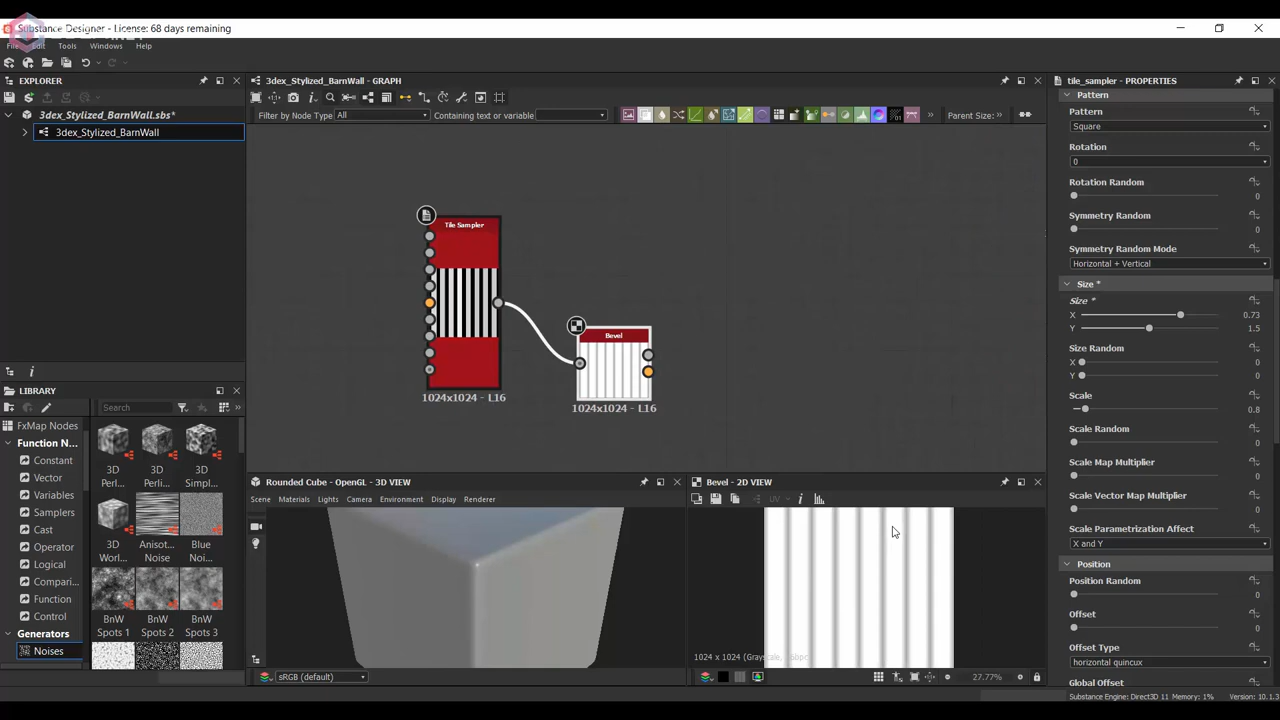 Substance Designer - License: 68 days remaining
File Edit Tools Windows Help
EXPLORER
3dex_Stylized_BarnWall.sbs*
3dex_Stylized_BarnWall
LINKS
LIBRARY
Search
FxMap Nodes
Function N...
Constant
Vector
Variables
Samplers
Cast
Operator
Logical
Compari...
Function
Control
Generators
Noises
3D Perl...
3D Perli...
3D Simpl...
3D Worl...
Anisot... Noise
Blue Noi...
BnW Spots 1
BnW Spots 2
BnW Spots 3
3dex_Stylized_BarnWall - GRAPH
Filter by Node Type All
Containing text or variable
Parent Size:
Tile Sampler
1024x1024 - L16
Bevel
1024x1024 - L16
Rounded Cube - OpenGL - 3D VIEW
Scene Materials Lights Camera Environment Display Renderer
sRGB (default)
Bevel - 2D VIEW
UV
1024 x 1024 (Grayscale, 16bpc)
27.77%
tile_sampler - PROPERTIES
Pattern
Pattern
Square
Rotation
0
Rotation Random
0
Symmetry Random
0
Symmetry Random Mode
Horizontal + Vertical
Size *
Size *
X 0.73
Y 1.5
Size Random
X 0
Y 0
Scale
0.8
Scale Random
0
Scale Map Multiplier
0
Scale Vector Map Multiplier
0
Scale Parametrization Affect
X and Y
Position
Position Random
0
Offset
0
Offset Type
horizontal quincux
Global Offset
Substance Engine: Direct3D 11 Memory: 1%
Version: 10.1.3